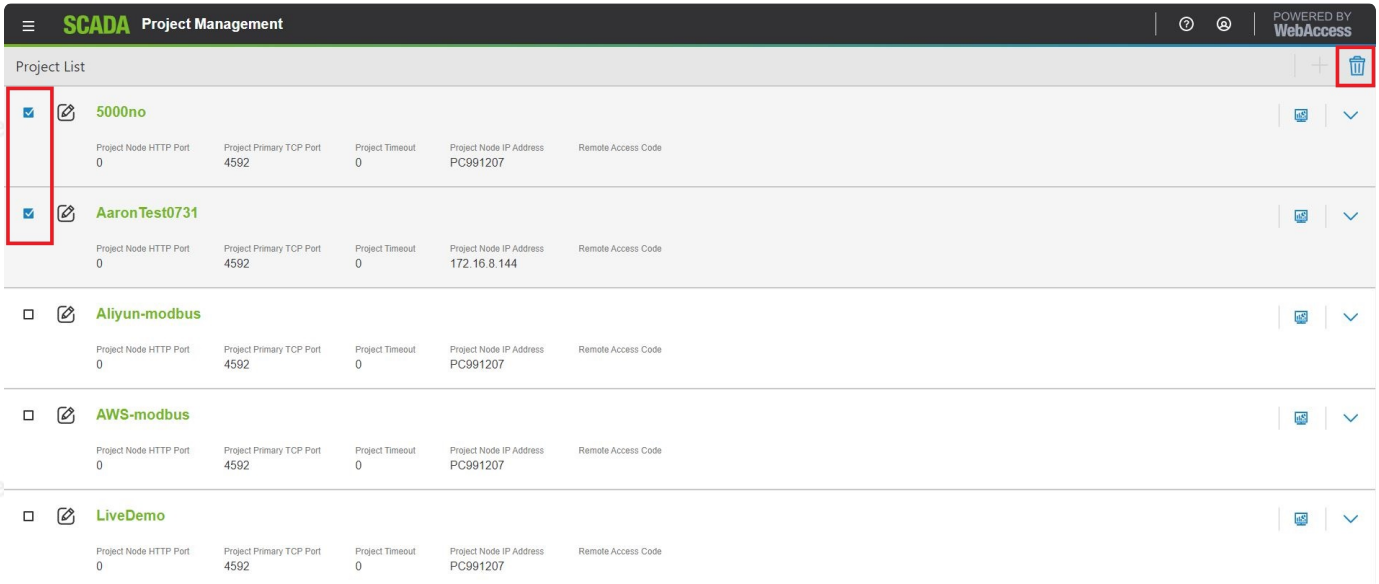 SCADA Project Management POWERED BY
WebAccess
Project List
5000no
Project Node HTTP Port Project Primary TCP Port Project Timeout Project Node IP Address Remote Access Code
0 4592 0 PC991207
AaronTest0731
Project Node HTTP Port Project Primary TCP Port Project Timeout Project Node IP Address Remote Access Code
0 4592 0 172.16.8.144
Aliyun-modbus
Project Node HTTP Port Project Primary TCP Port Project Timeout Project Node IP Address Remote Access Code
0 4592 0 PC991207
AWS-modbus
Project Node HTTP Port Project Primary TCP Port Project Timeout Project Node IP Address Remote Access Code
0 4592 0 PC991207
LiveDemo
Project Node HTTP Port Project Primary TCP Port Project Timeout Project Node IP Address Remote Access Code
0 4592 0 PC991207